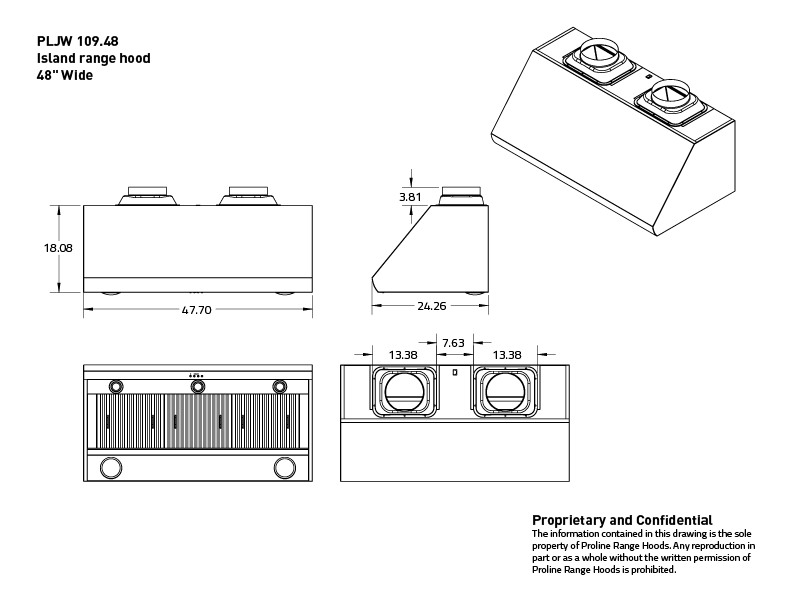 PLJW 109.48
Island range hood
48" Wide
3.81
18.08
47.70
24.26
7.63
13.38
13.38
Proprietary and Confidential
The information contained in this drawing is the sole
property of Proline Range Hoods. Any reproduction in
part or as a whole without the written permission of
Proline Range Hoods is prohibited.